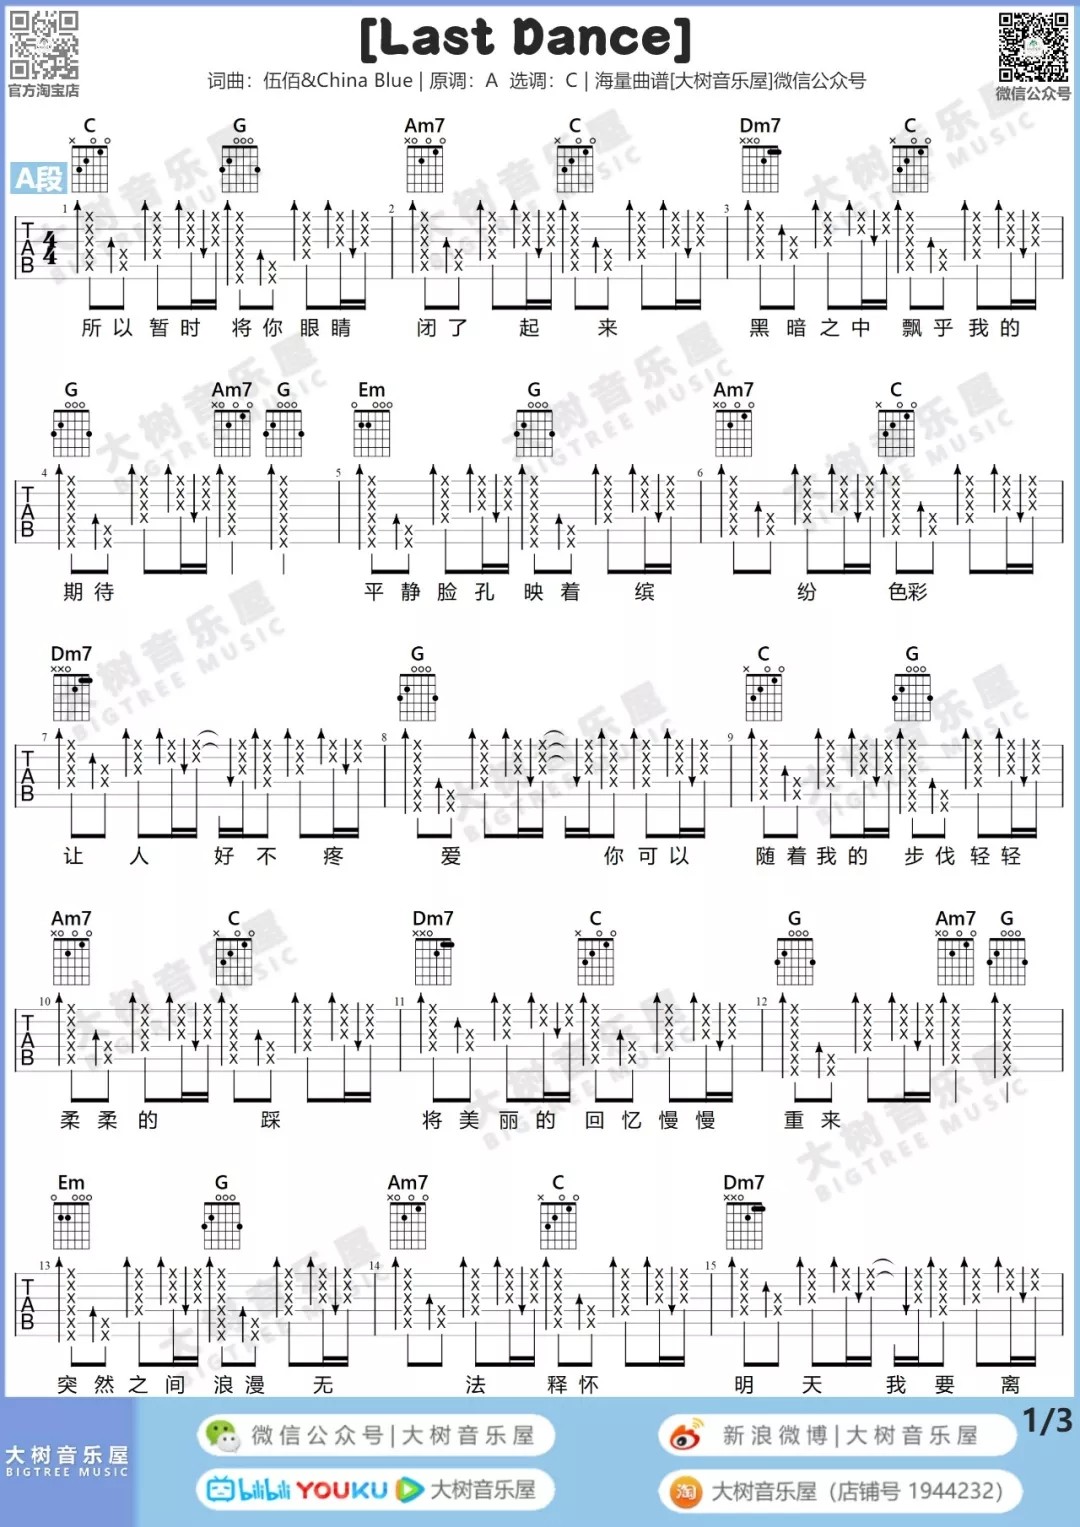 [Last Dance]
官方淘宝店
词曲：伍佰&China Blue | 原调：A 选调：C | 海量曲谱[大树音乐屋]微信公众号
微信公众号
C G Am7 C Dm7 C
A段
1 2 3
TAB 4/4
所以暂时将你眼睛 闭了 起 来 黑暗之中飘乎我的
G Am7 G Em G Am7 C
4 5 6
TAB
期待 平静脸孔映着 缤 纷 色彩
Dm7 G C G
7 8 9
TAB
让 人 好不 疼 爱 你可以 随着我的步伐轻轻
Am7 C Dm7 C G Am7 G
10 11 12
TAB
柔柔的 踩 将美丽的回忆慢慢 重来
Em G Am7 C Dm7
13 14 15
TAB
突然之间浪漫 无 法 释怀 明 天 我要 离
1/3
大树音乐屋
BIGTREE MUSIC
微信公众号|大树音乐屋
新浪微博|大树音乐屋
bilibili YOUKU 大树音乐屋
淘 大树音乐屋（店铺号 1944232）